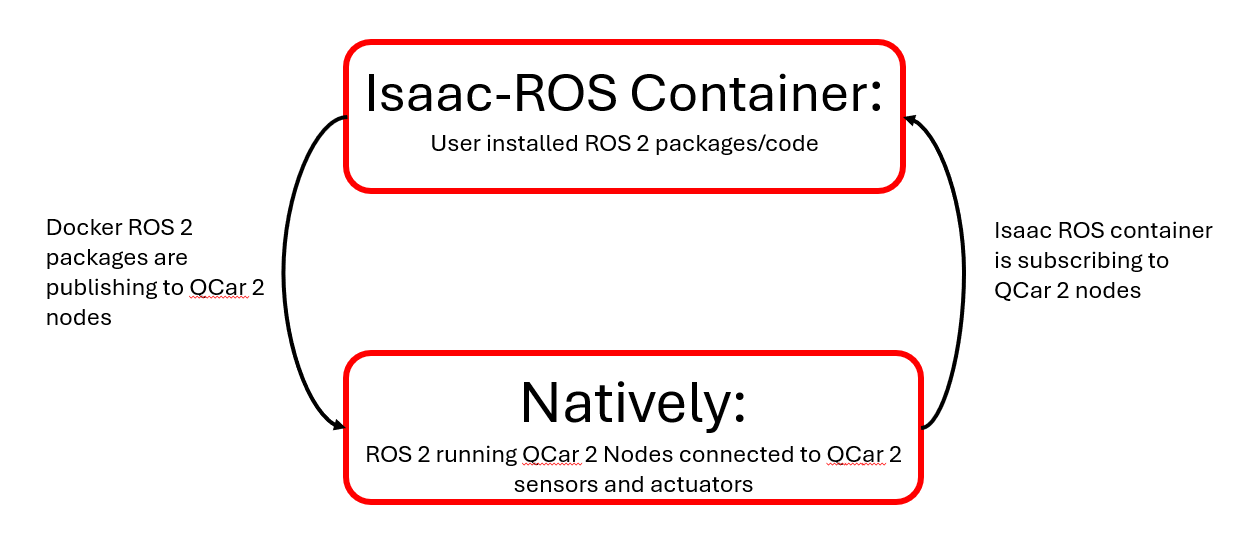 Isaac-ROS Container:
User installed ROS 2 packages/code
Docker ROS 2
packages are
publishing to QCar 2
nodes
Isaac ROS container
is subscribing to
QCar 2 nodes
Natively:
ROS 2 running QCar 2 Nodes connected to QCar 2
sensors and actuators